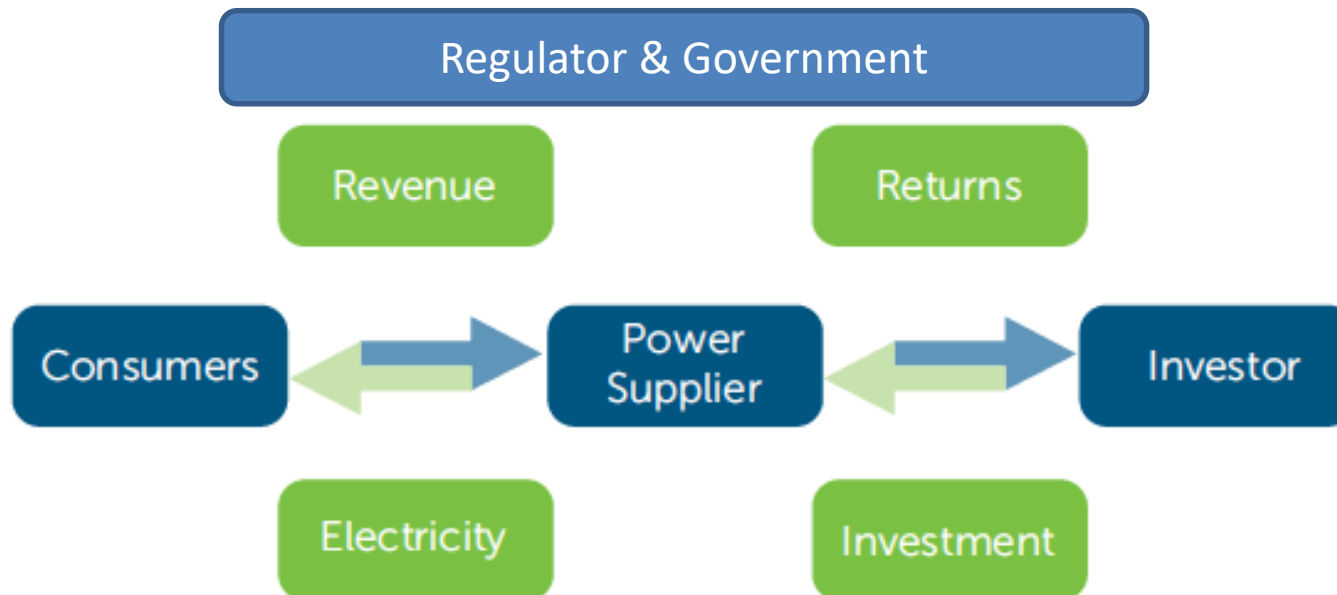 Regulator & Government
Revenue
Returns
Consumers
Power
Supplier
Investor
Electricity
Investment